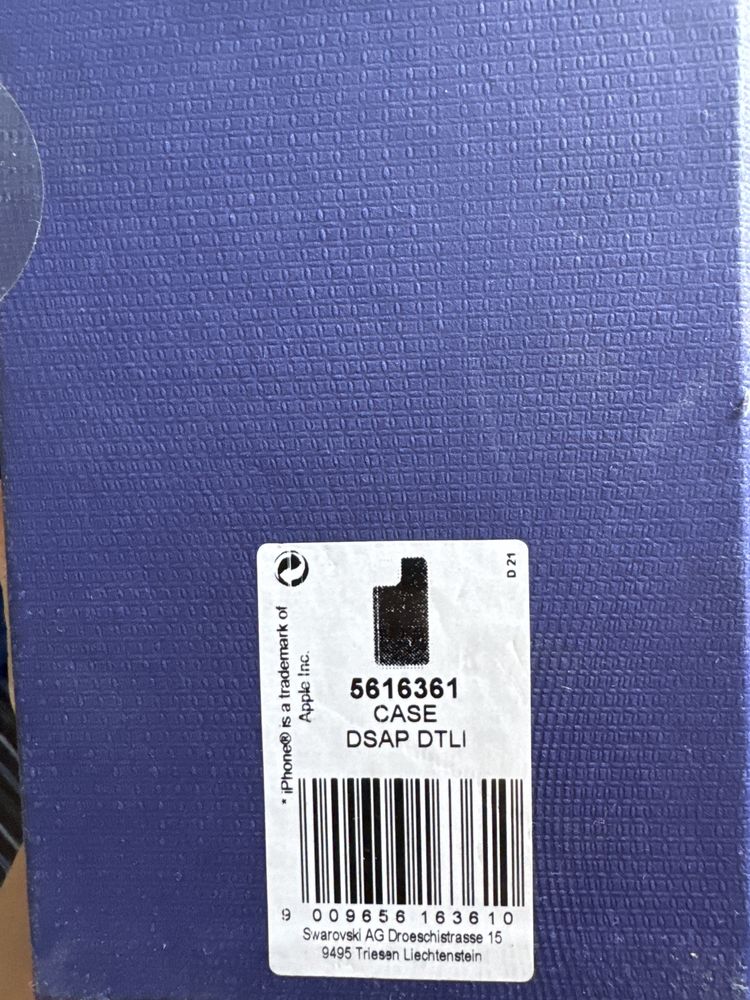 D 21
* iPhone® is a trademark of
Apple Inc.
5616361
CASE
DSAP DTLI
9 009656 163610
Swarovski AG Droeschistrasse 15
9495 Triesen Liechtenstein